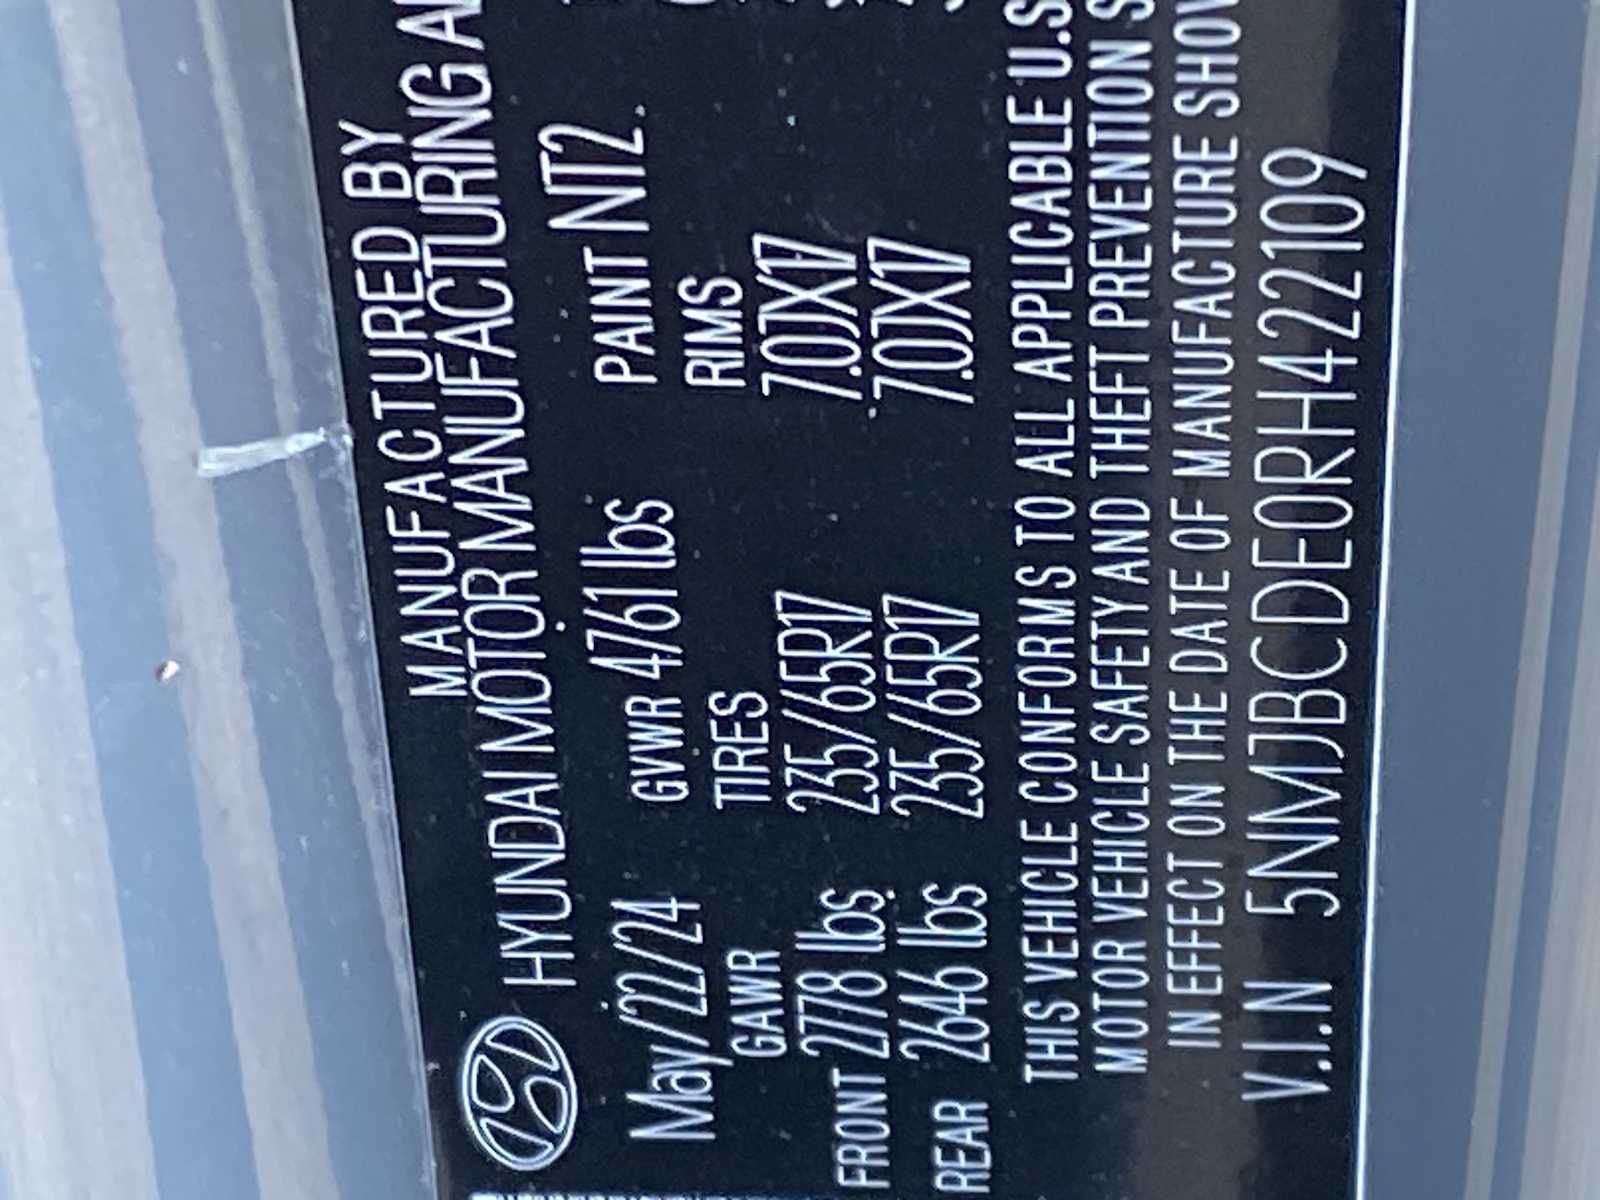 MANUFACTURED BY
HYUNDAI MOTOR MANUFACTURING
May/22/24 GVWR 4761 lbs PAINT NT2
GAWR TIRES RIMS
FRONT 2778 lbs 235/65R17 7.0JX17
REAR 2646 lbs 235/65R17 7.0JX17
THIS VEHICLE CONFORMS TO ALL APPLICABLE U.S
MOTOR VEHICLE SAFETY AND THEFT PREVENTION S
IN EFFECT ON THE DATE OF MANUFACTURE SHOW
V.I.N 5NMJBCDE0RH422109